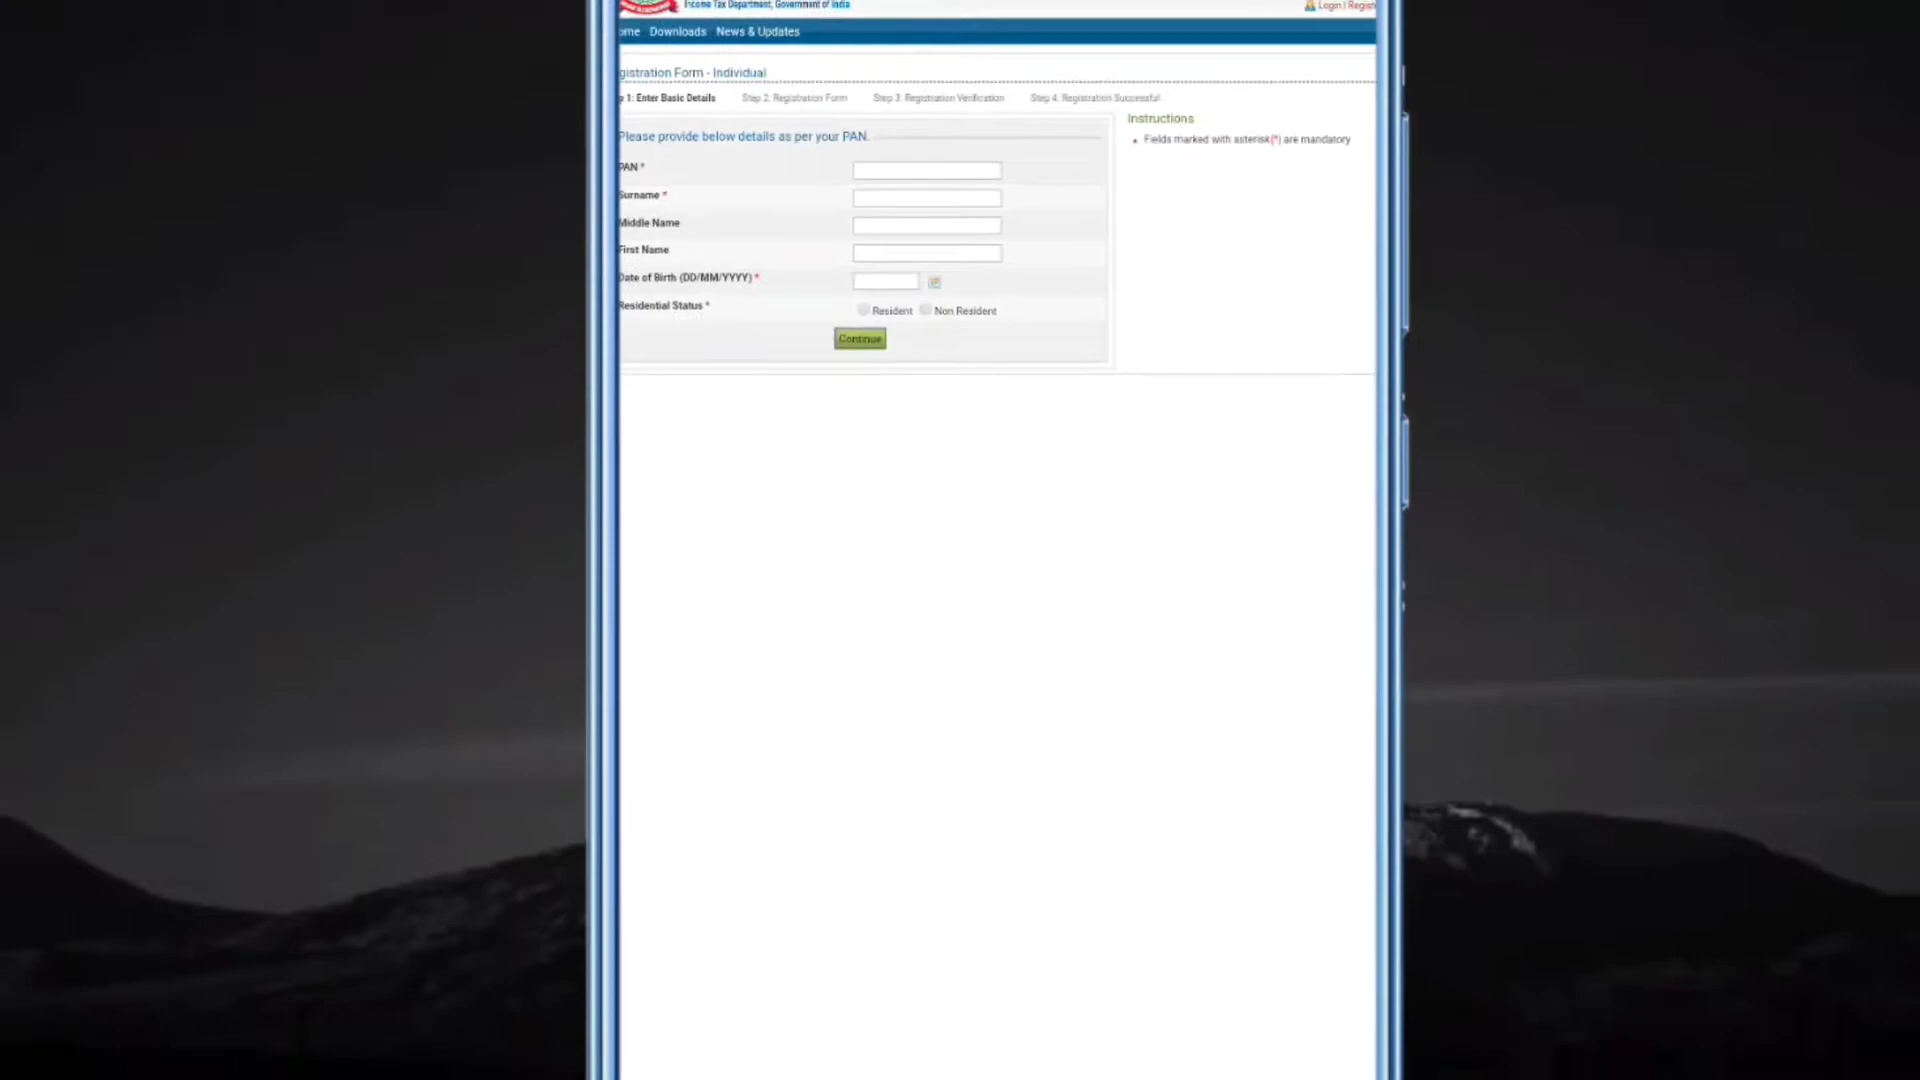 Income Tax Department, Government of India
Login | Regist
ome Downloads News & Updates
gistration Form - Individual
p 1: Enter Basic Details Step 2: Registration Form Step 3: Registration Verification Step 4: Registration Successful
Instructions
Fields marked with asterisk(*) are mandatory
Please provide below details as per your PAN.
PAN *
Surname *
Middle Name
First Name
Date of Birth (DD/MM/YYYY) *
Residential Status *
Resident Non Resident
Continue